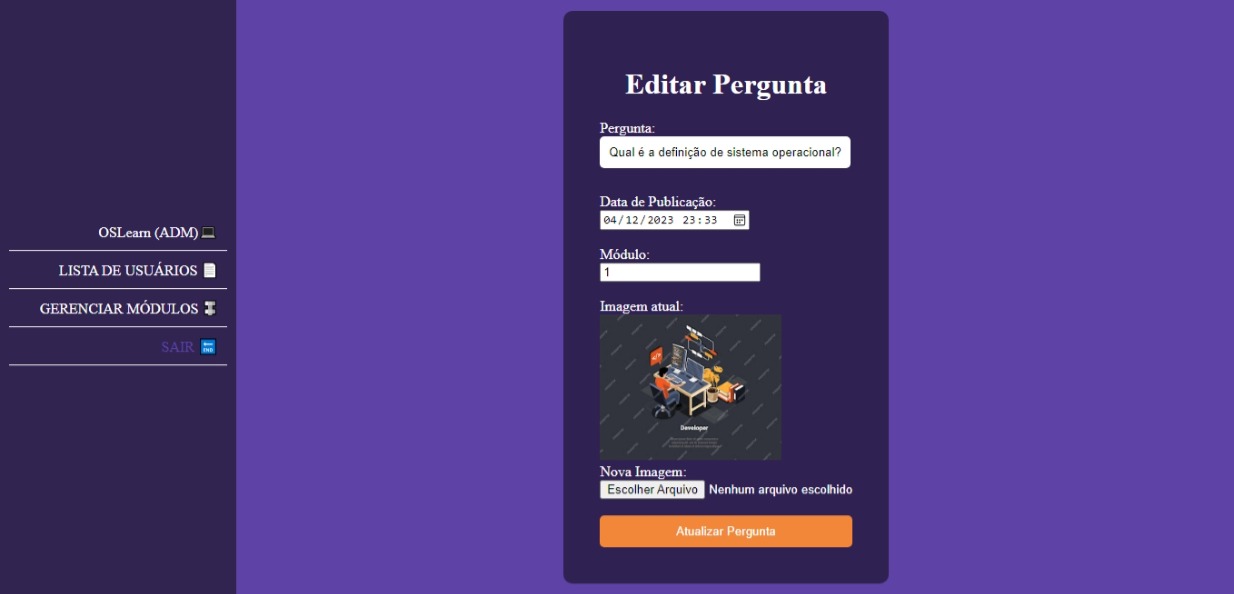 OSLearn (ADM)
LISTA DE USUÁRIOS
GERENCIAR MÓDULOS
SAIR
END
Editar Pergunta
Pergunta:
Qual é a definição de sistema operacional?
Data de Publicação:
04/12/2023 23:33
Módulo:
1
Imagem atual:
Developer
Nova Imagem:
Escolher Arquivo Nenhum arquivo escolhido
Atualizar Pergunta